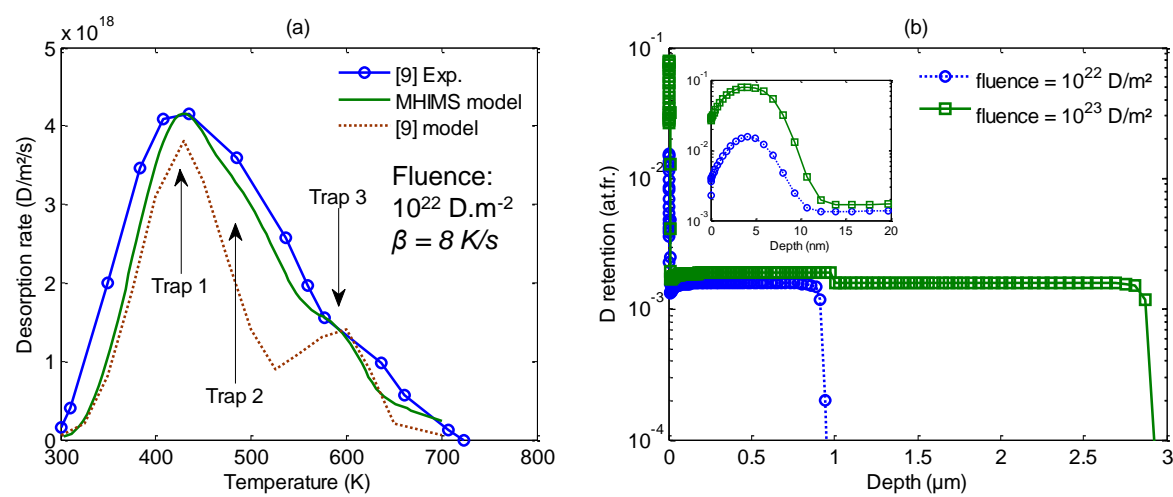 (a)
x 10^18
5
4
3
2
1
0
300
400
500
600
700
800
Desorption rate (D/m²/s)
Temperature (K)
[9] Exp.
MHIMS model
[9] model
Fluence:
10^22 D.m^-2
β = 8 K/s
Trap 1
Trap 2
Trap 3
(b)
10^-1
10^-2
10^-3
10^-4
0
0.5
1
1.5
2
2.5
3
D retention (at.fr.)
Depth (µm)
fluence = 10^22 D/m²
fluence = 10^23 D/m²
10^-1
10^-2
10^-3
0
5
10
15
20
Depth (nm)